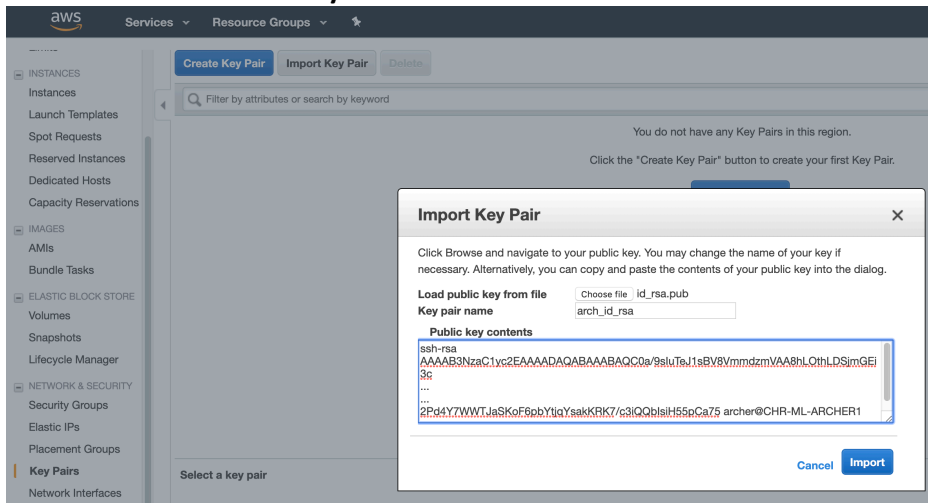 aws
Services
Resource Groups
INSTANCES
Instances
Launch Templates
Spot Requests
Reserved Instances
Dedicated Hosts
Capacity Reservations
IMAGES
AMIs
Bundle Tasks
ELASTIC BLOCK STORE
Volumes
Snapshots
Lifecycle Manager
NETWORK & SECURITY
Security Groups
Elastic IPs
Placement Groups
Key Pairs
Network Interfaces
Create Key Pair
Import Key Pair
Delete
Filter by attributes or search by keyword
You do not have any Key Pairs in this region.
Click the "Create Key Pair" button to create your first Key Pair.
Import Key Pair
Click Browse and navigate to your public key. You may change the name of your key if
necessary. Alternatively, you can copy and paste the contents of your public key into the dialog.
Load public key from file Choose file id_rsa.pub
Key pair name arch_id_rsa
Public key contents
ssh-rsa
AAAAB3NzaC1yc2EAAAADAQABAAABAQC0a/9sIuTeJ1sBV8VmmdzmVAA8hLOthLDSjmGEi
3c
...
...
2Pd4Y7WWTJaSKoF6pbYtjqYsakKRK7/c3iQQbIsiH55pCa75 archer@CHR-ML-ARCHER1
Cancel
Import
Select a key pair